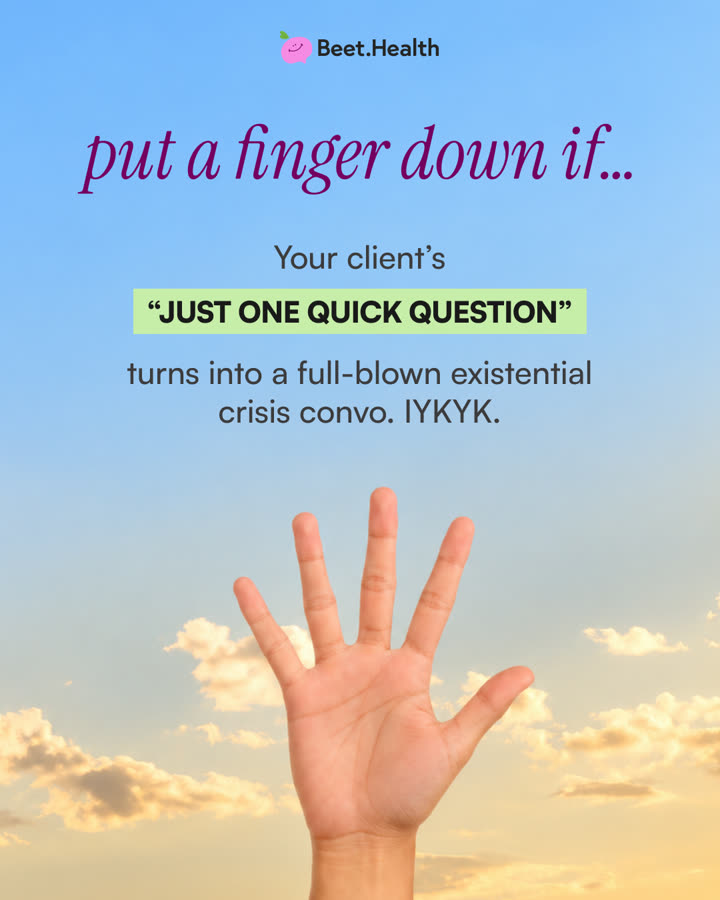 Beet.Health
put a finger down if...
Your client’s
“JUST ONE QUICK QUESTION”
turns into a full-blown existential
crisis convo. IYKYK.